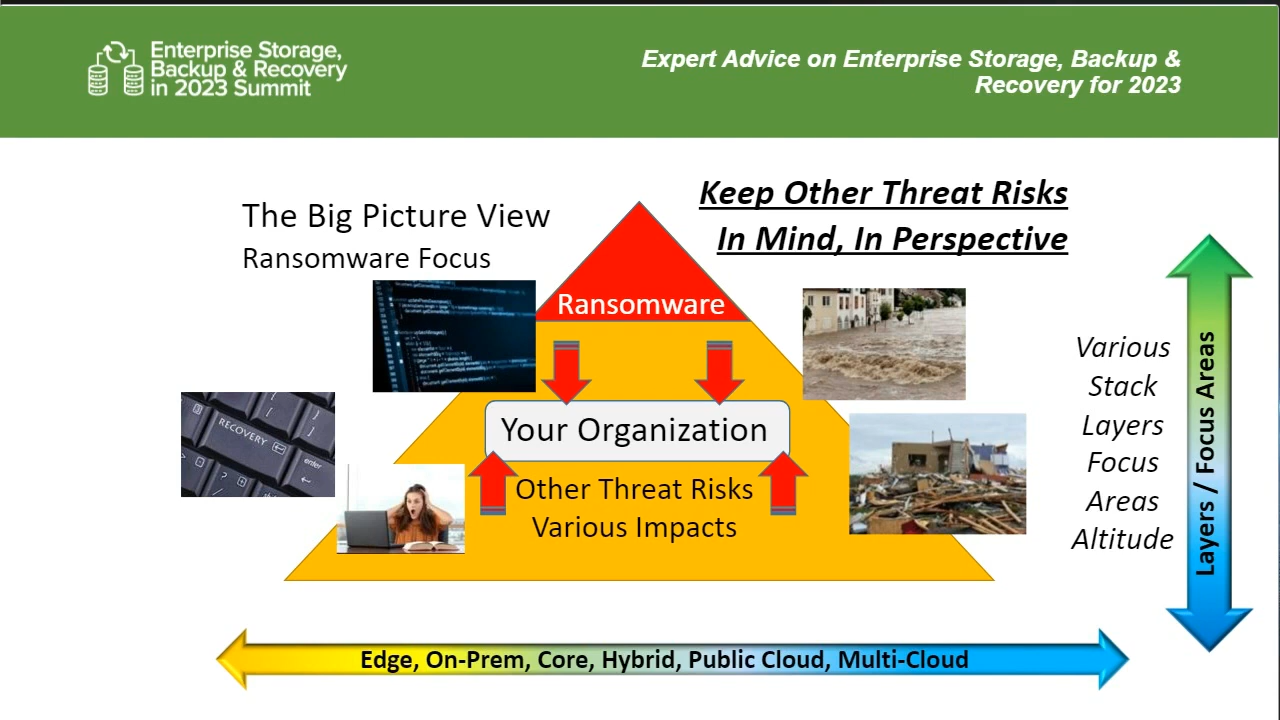 Enterprise Storage,
Backup & Recovery
in 2023 Summit
Expert Advice on Enterprise Storage, Backup &
Recovery for 2023
The Big Picture View
Ransomware Focus
Keep Other Threat Risks
In Mind, In Perspective
Ransomware
RECOVERY
enter
Your Organization
Other Threat Risks
Various Impacts
Various
Stack
Layers
Focus
Areas
Altitude
Layers / Focus Areas
Edge, On-Prem, Core, Hybrid, Public Cloud, Multi-Cloud